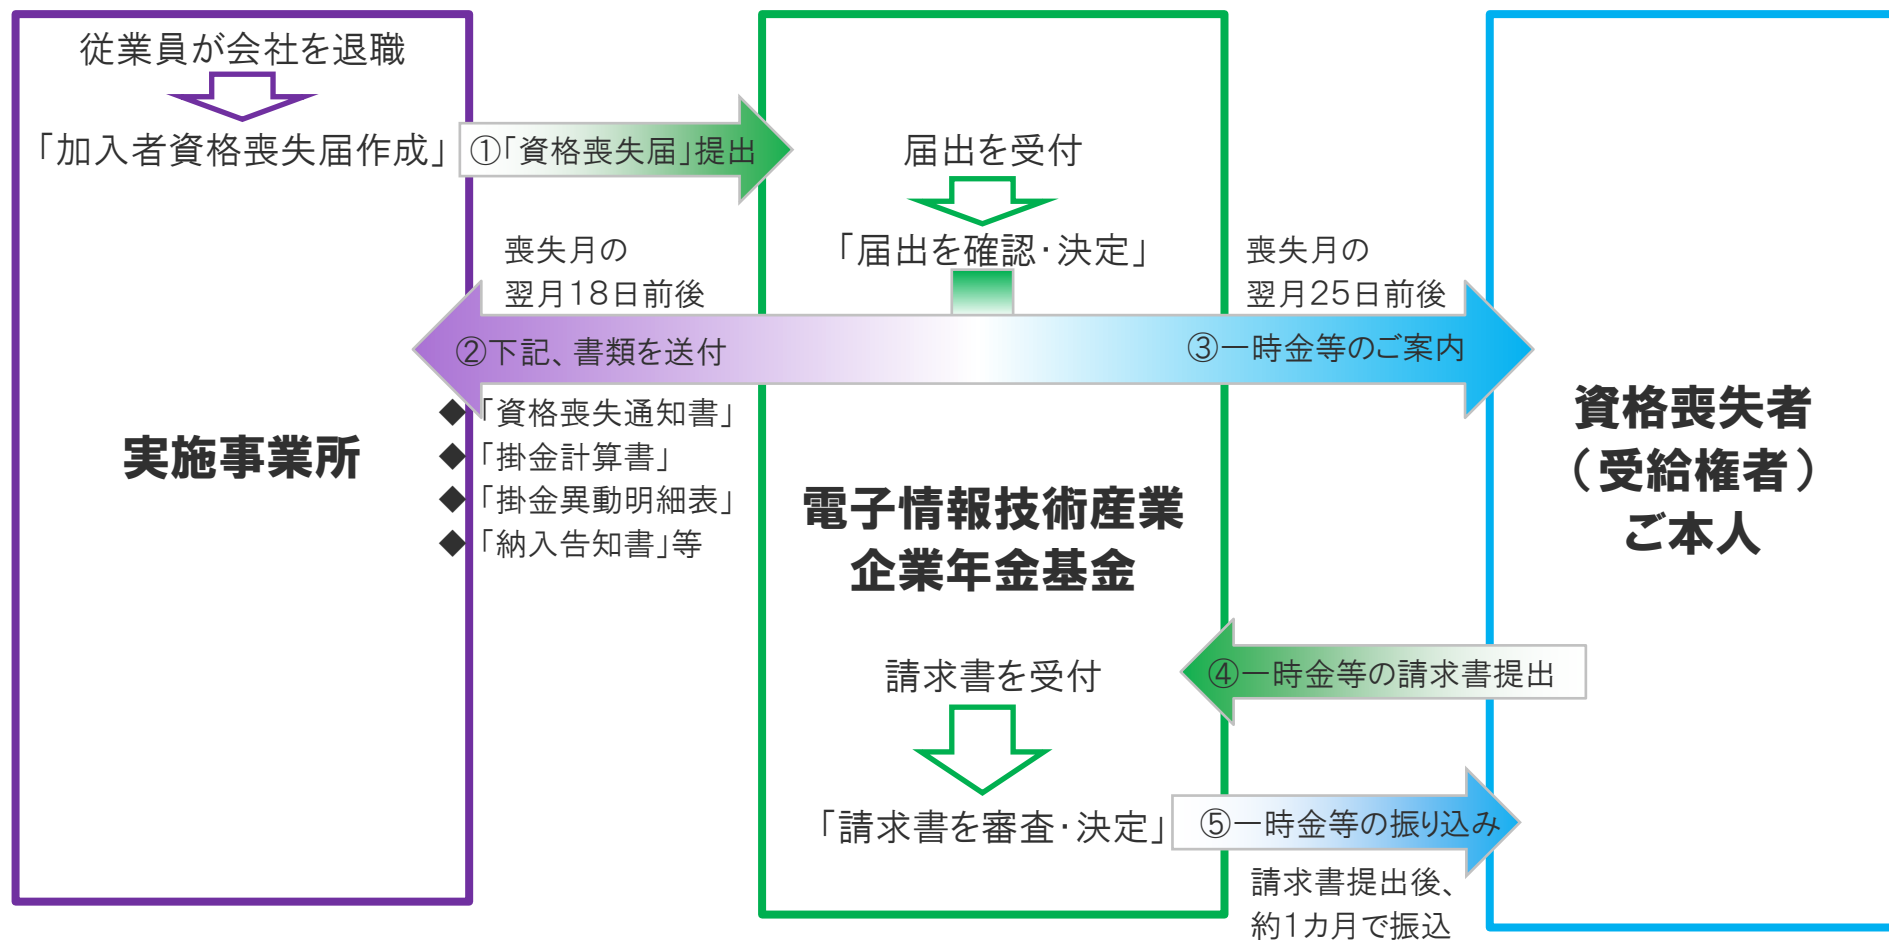 従業員が会社を退職
「加入者資格喪失届作成」
①「資格喪失届」提出
届出を受付
「届出を確認・決定」
喪失月の
翌月18日前後
喪失月の
翌月25日前後
②下記、書類を送付
③一時金等のご案内
◆「資格喪失通知書」
◆「掛金計算書」
◆「掛金異動明細表」
◆「納入告知書」等
実施事業所
電子情報技術産業
企業年金基金
資格喪失者
(受給権者)
ご本人
④一時金等の請求書提出
請求書を受付
「請求書を審査・決定」
⑤一時金等の振り込み
請求書提出後、
約1カ月で振込